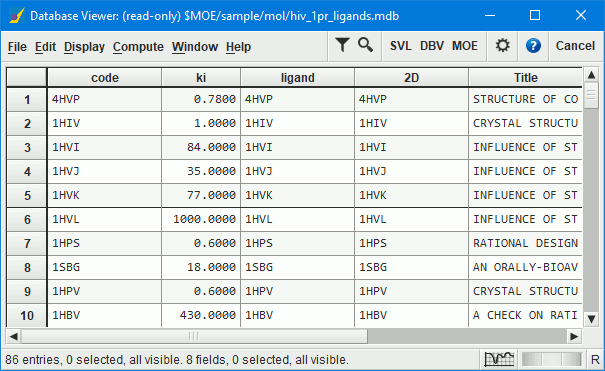 Database Viewer: (read-only) $MOE/sample/mol/hiv_1pr_ligands.mdb
File Edit Display Compute Window Help SVL DBV MOE Cancel
code ki ligand 2D Title
1 4HVP 0.7800 4HVP 4HVP STRUCTURE OF CO
2 1HIV 1.0000 1HIV 1HIV CRYSTAL STRUCTU
3 1HVI 84.0000 1HVI 1HVI INFLUENCE OF ST
4 1HVJ 35.0000 1HVJ 1HVJ INFLUENCE OF ST
5 1HVK 77.0000 1HVK 1HVK INFLUENCE OF ST
6 1HVL 1000.0000 1HVL 1HVL INFLUENCE OF ST
7 1HPS 0.6000 1HPS 1HPS RATIONAL DESIGN
8 1SBG 18.0000 1SBG 1SBG AN ORALLY-BIOAV
9 1HPV 0.6000 1HPV 1HPV CRYSTAL STRUCTU
10 1HBV 430.0000 1HBV 1HBV A CHECK ON RATI
86 entries, 0 selected, all visible. 8 fields, 0 selected, all visible. R